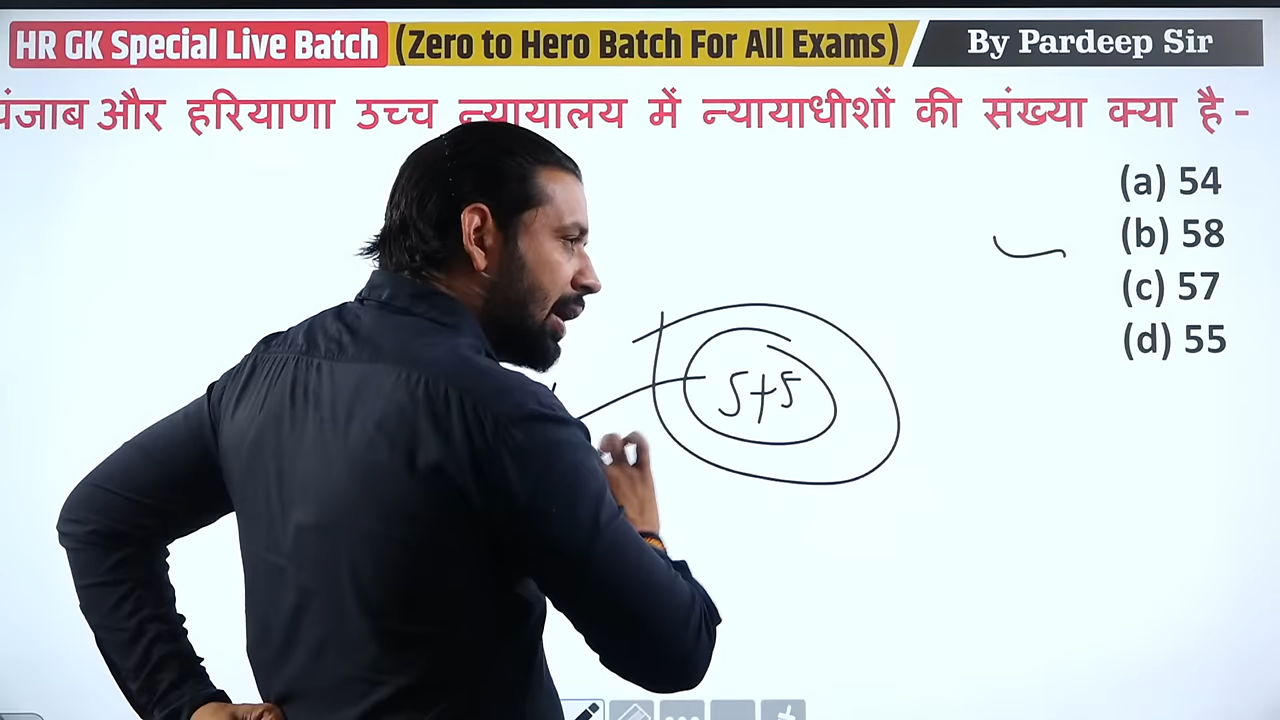 HR GK Special Live Batch (Zero to Hero Batch For All Exams) By Pardeep Sir
पंजाब और हरियाणा उच्च न्यायालय में न्यायाधीशों की संख्या क्या है -
(a) 54
(b) 58
(c) 57
(d) 55
5+5